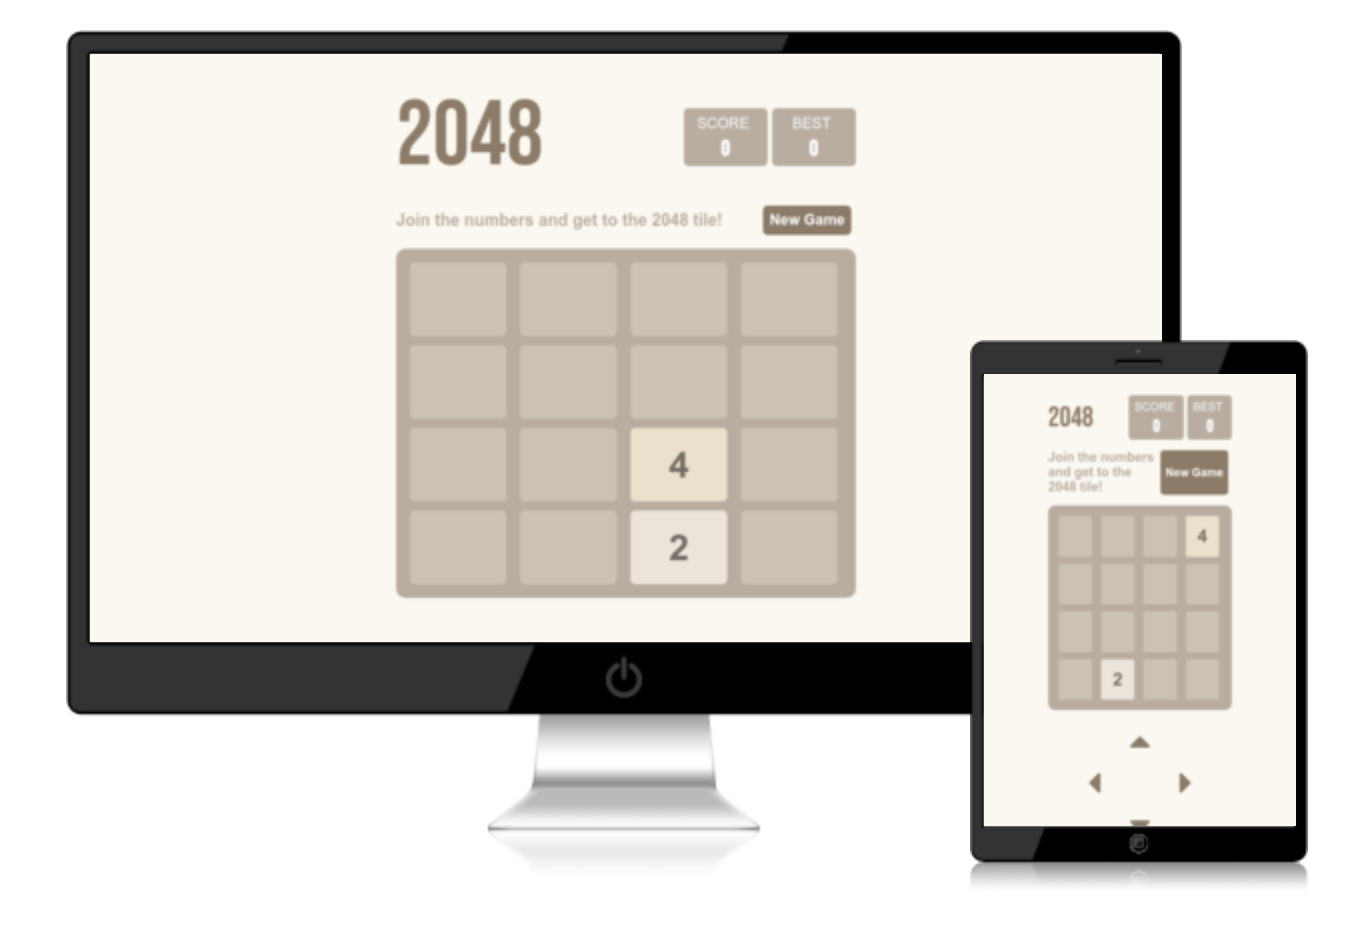 2048
SCORE
BEST
0
0
Join the numbers and get to the 2048 tile!
New Game
4
2
2048
SCORE
BEST
0
0
Join the numbers
and get to the
2048 tile!
New Game
4
2